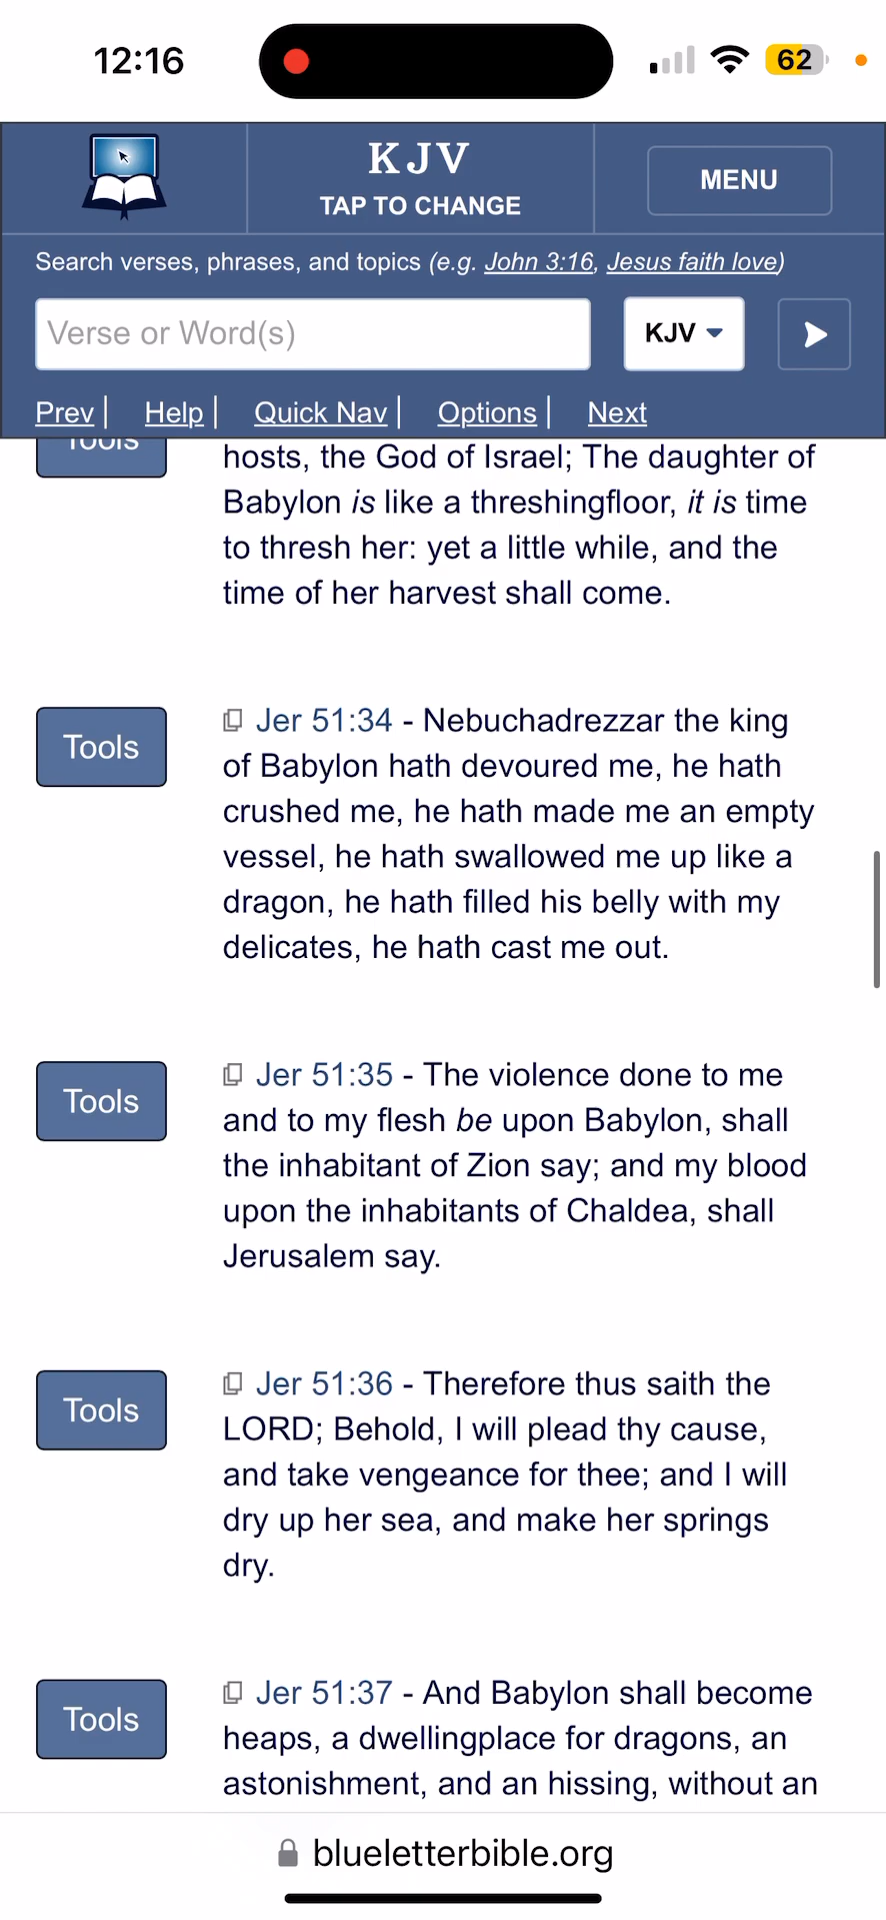 12:16
62
KJV
TAP TO CHANGE
MENU
Search verses, phrases, and topics (e.g. John 3:16, Jesus faith love)
Verse or Word(s)
KJV
Prev | Help | Quick Nav | Options | Next
Tools
hosts, the God of Israel; The daughter of
Babylon is like a threshingfloor, it is time
to thresh her: yet a little while, and the
time of her harvest shall come.
Tools
Jer 51:34 - Nebuchadrezzar the king
of Babylon hath devoured me, he hath
crushed me, he hath made me an empty
vessel, he hath swallowed me up like a
dragon, he hath filled his belly with my
delicates, he hath cast me out.
Tools
Jer 51:35 - The violence done to me
and to my flesh be upon Babylon, shall
the inhabitant of Zion say; and my blood
upon the inhabitants of Chaldea, shall
Jerusalem say.
Tools
Jer 51:36 - Therefore thus saith the
LORD; Behold, I will plead thy cause,
and take vengeance for thee; and I will
dry up her sea, and make her springs
dry.
Tools
Jer 51:37 - And Babylon shall become
heaps, a dwellingplace for dragons, an
astonishment, and an hissing, without an
blueletterbible.org